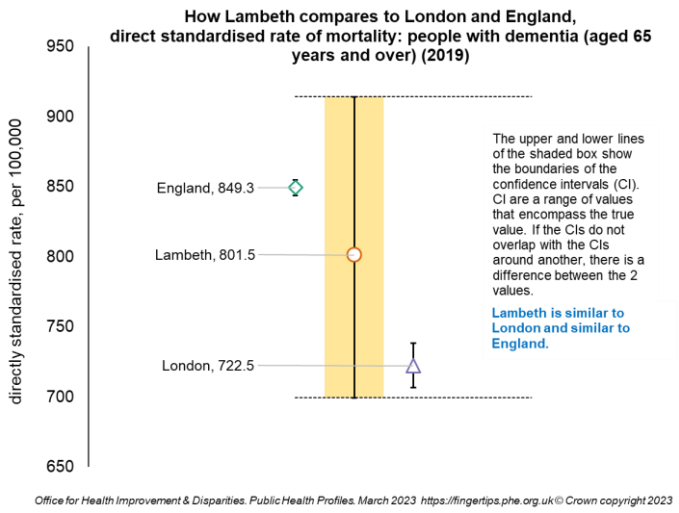 How Lambeth compares to London and England,
direct standardised rate of mortality: people with dementia (aged 65
years and over) (2019)
950
900
850
800
750
700
650
directly standardised rate, per 100,000
England, 849.3
Lambeth, 801.5
London, 722.5
The upper and lower lines
of the shaded box show
the boundaries of the
confidence intervals (CI).
CI are a range of values
that encompass the true
value. If the CIs do not
overlap with the CIs
around another, there is a
difference between the 2
values.
Lambeth is similar to
London and similar to
England.
Office for Health Improvement & Disparities. Public Health Profiles. March 2023 https://fingertips.phe.org.uk © Crown copyright 2023